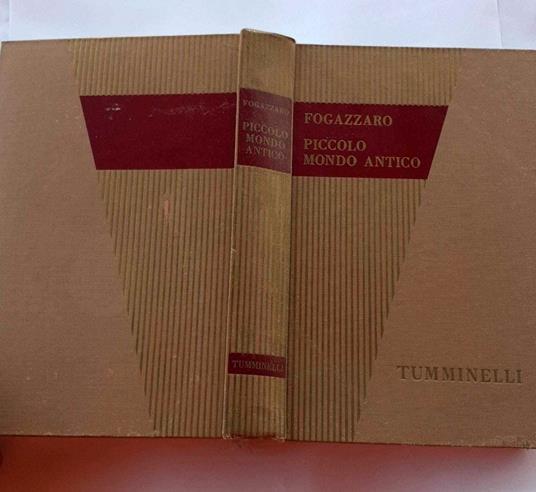 FOGAZZARO
PICCOLO
MONDO
ANTICO
TUMMINELLI
FOGAZZARO
PICCOLO
MONDO ANTICO
TUMMINELLI